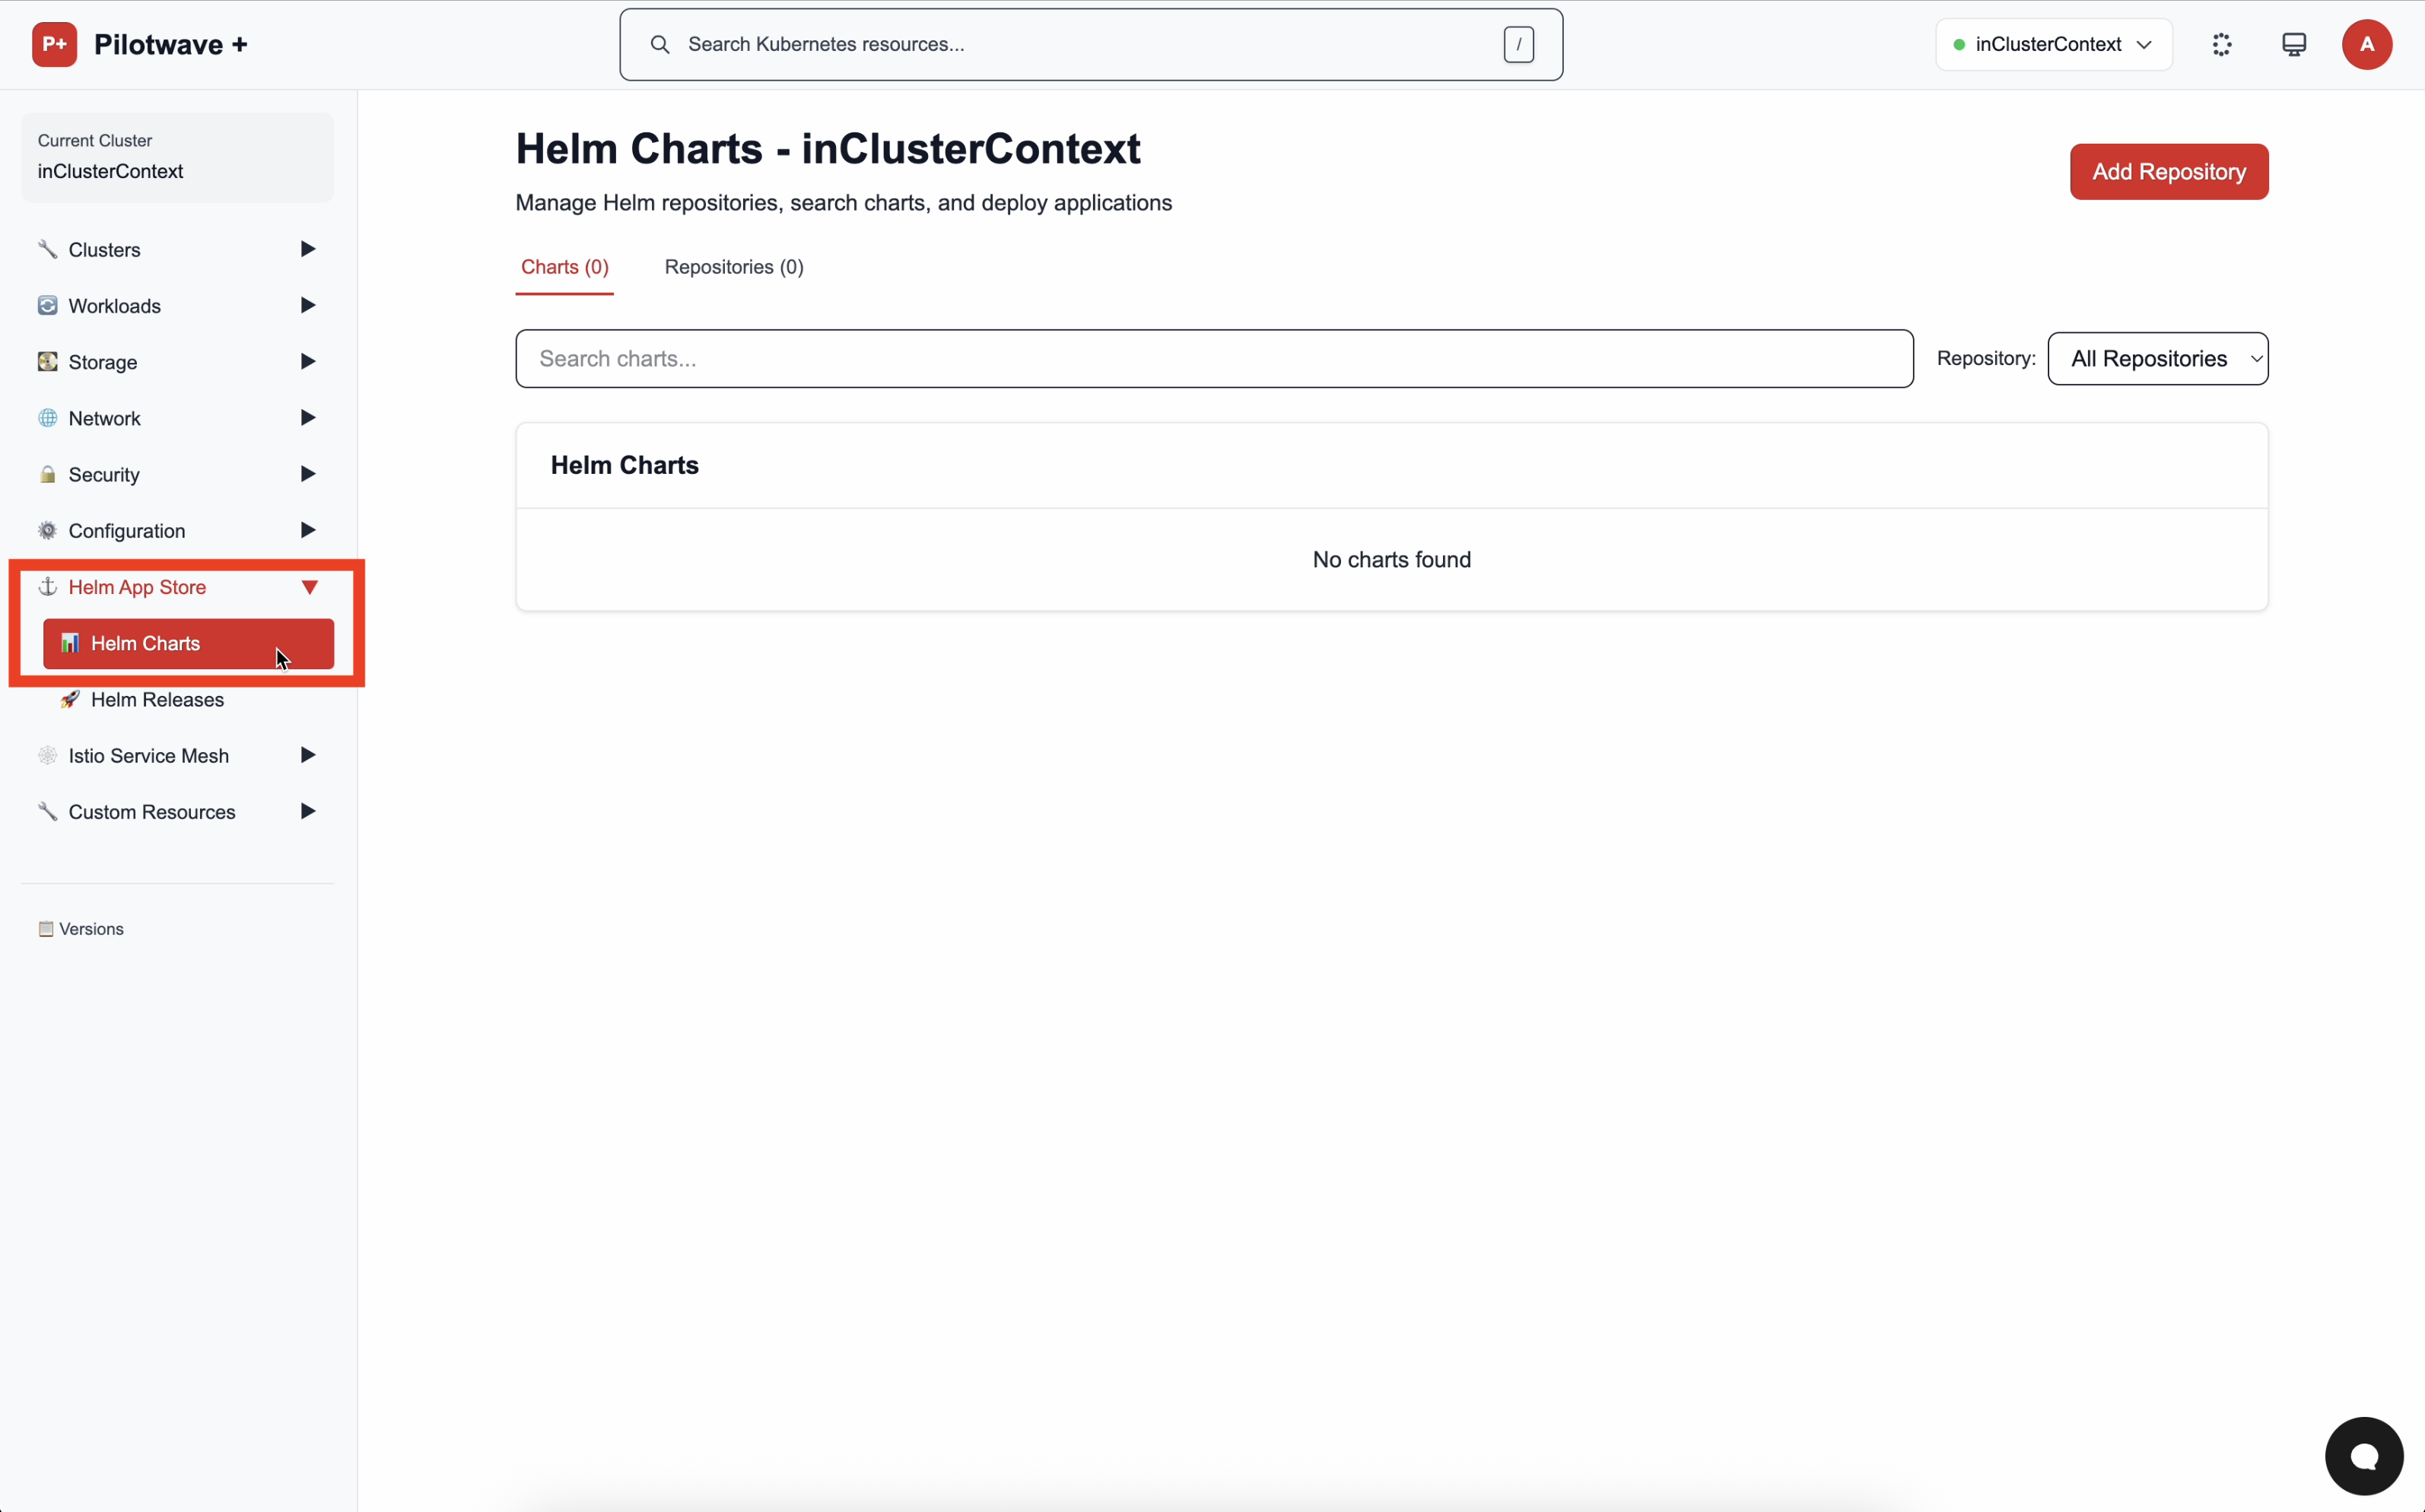 P+ Pilotwave +
Search Kubernetes resources...
/
inClusterContext
A
Current Cluster
inClusterContext
Clusters
Workloads
Storage
Network
Security
Configuration
Helm App Store
Helm Charts
Helm Releases
Istio Service Mesh
Custom Resources
Versions
Helm Charts - inClusterContext
Manage Helm repositories, search charts, and deploy applications
Add Repository
Charts (0) Repositories (0)
Search charts...
Repository: All Repositories
Helm Charts
No charts found